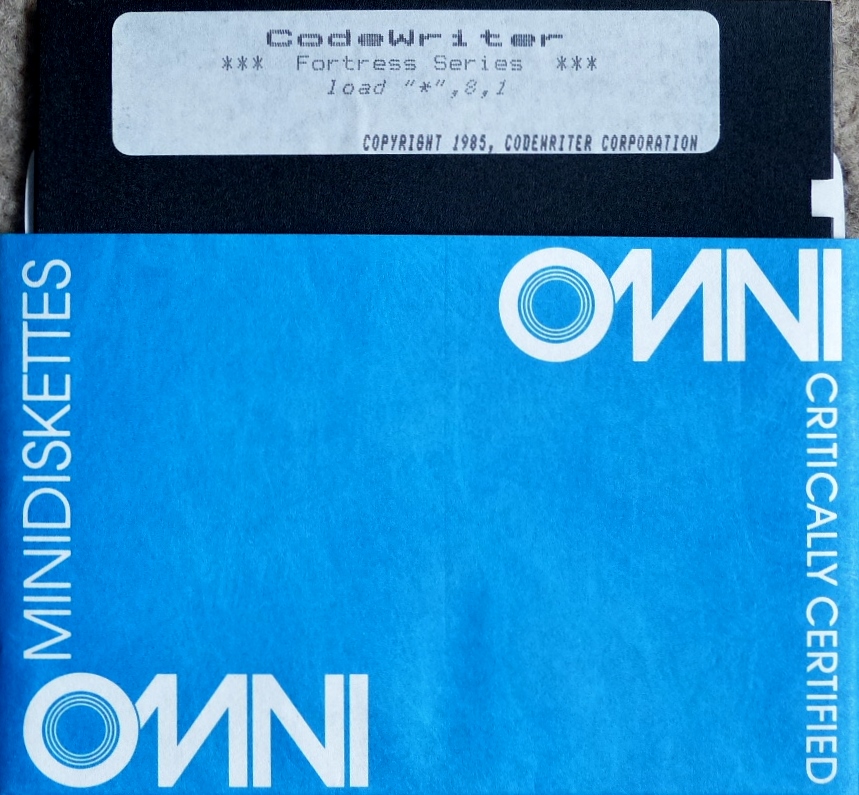 CodeWriter
*** Fortress Series ***
load "*",8,1
COPYRIGHT 1985, CODEWRITER CORPORATION
OMNI
MINIDISKETTES
CRITICALLY CERTIFIED
OMNI